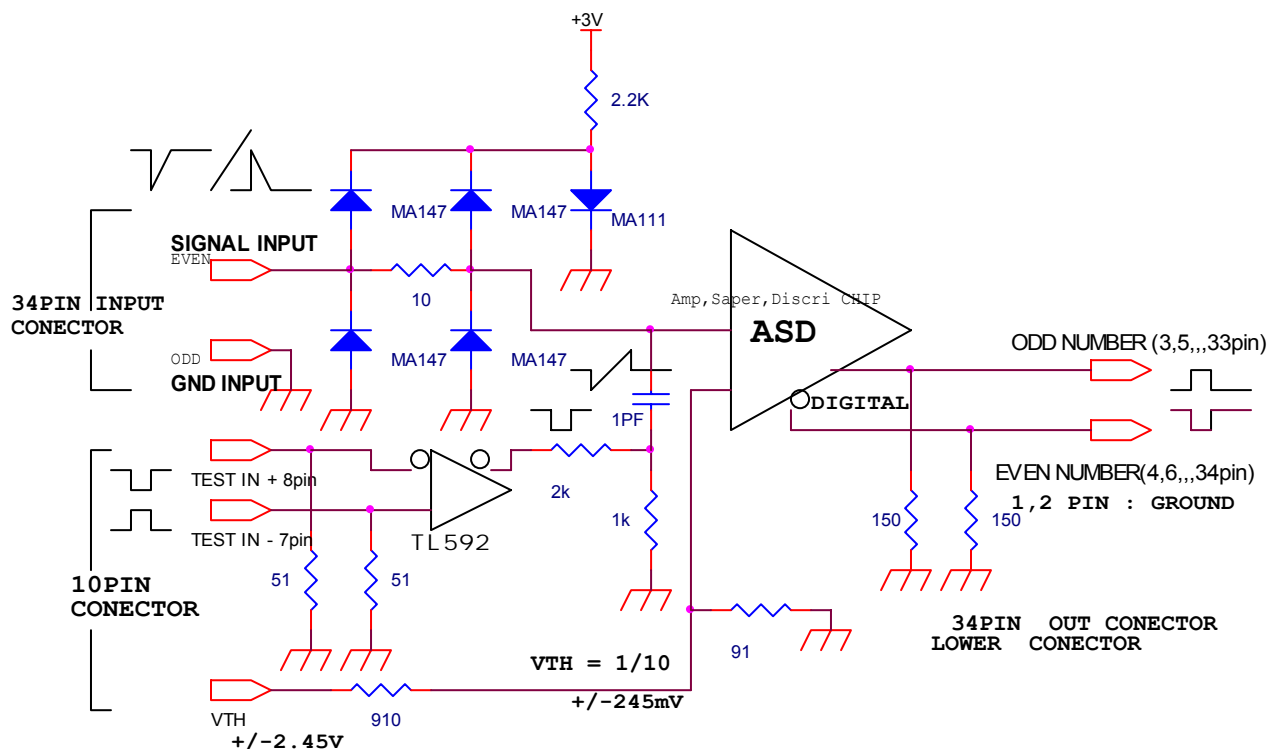 +3V
2.2K
MA147
MA147
MA111
SIGNAL INPUT
EVEN
10
34PIN INPUT
CONECTOR
Amp,Saper,Discri CHIP
ASD
ODD
GND INPUT
MA147
MA147
ODD NUMBER (3,5,,,33pin)
DIGITAL
1PF
TEST IN + 8pin
2k
EVEN NUMBER(4,6,,,34pin)
1,2 PIN : GROUND
TEST IN - 7pin
TL592
1k
150
150
51
51
10PIN
CONECTOR
34PIN OUT CONECTOR
LOWER CONECTOR
91
VTH = 1/10
+/-245mV
VTH
910
+/-2.45V